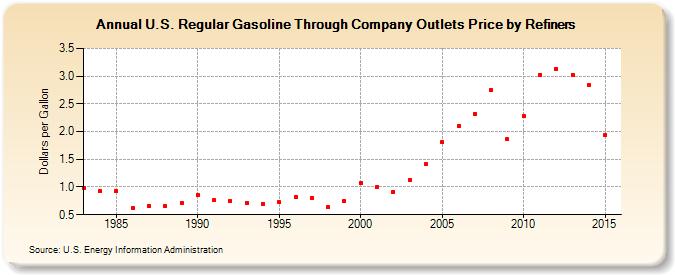 Annual U.S. Regular Gasoline Through Company Outlets Price by Refiners
Dollars per Gallon
3.5
3.0
2.5
2.0
1.5
1.0
0.5
1985 1990 1995 2000 2005 2010 2015
Source: U.S. Energy Information Administration